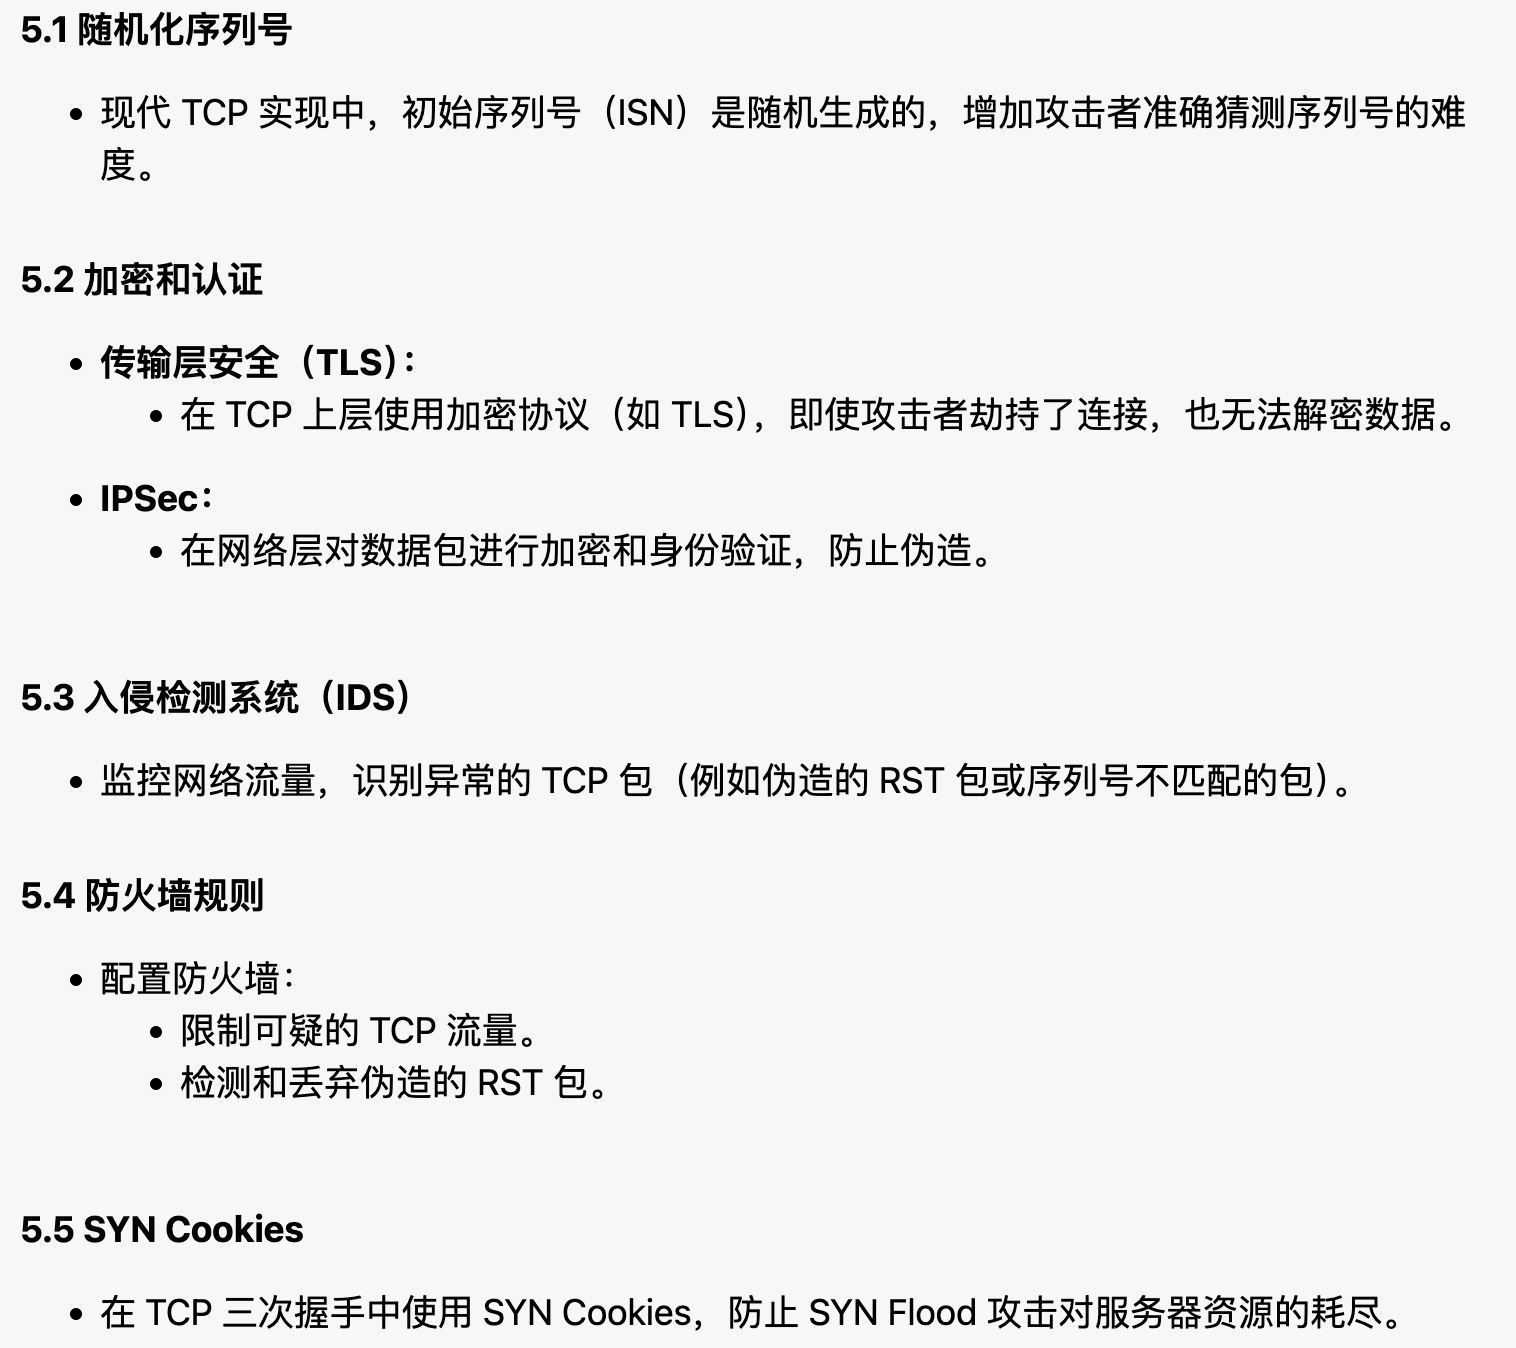 5.1 随机化序列号
• 现代 TCP 实现中，初始序列号（ISN）是随机生成的，增加攻击者准确猜测序列号的难
度。
5.2 加密和认证
• 传输层安全（TLS）：
• 在 TCP 上层使用加密协议（如 TLS），即使攻击者劫持了连接，也无法解密数据。
• IPSec：
• 在网络层对数据包进行加密和身份验证，防止伪造。
5.3 入侵检测系统（IDS）
• 监控网络流量，识别异常的 TCP 包（例如伪造的 RST 包或序列号不匹配的包）。
5.4 防火墙规则
• 配置防火墙：
• 限制可疑的 TCP 流量。
• 检测和丢弃伪造的 RST 包。
5.5 SYN Cookies
• 在 TCP 三次握手中使用 SYN Cookies，防止 SYN Flood 攻击对服务器资源的耗尽。